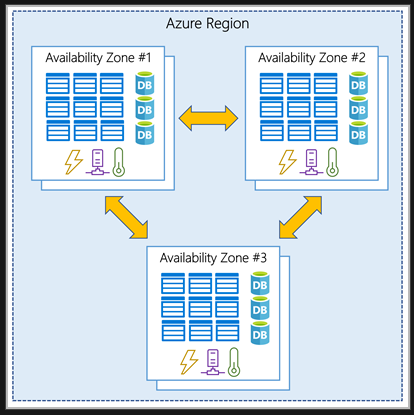 Azure Region
Availability Zone #1
DB
DB
DB
Availability Zone #2
DB
DB
DB
Availability Zone #3
DB
DB
DB